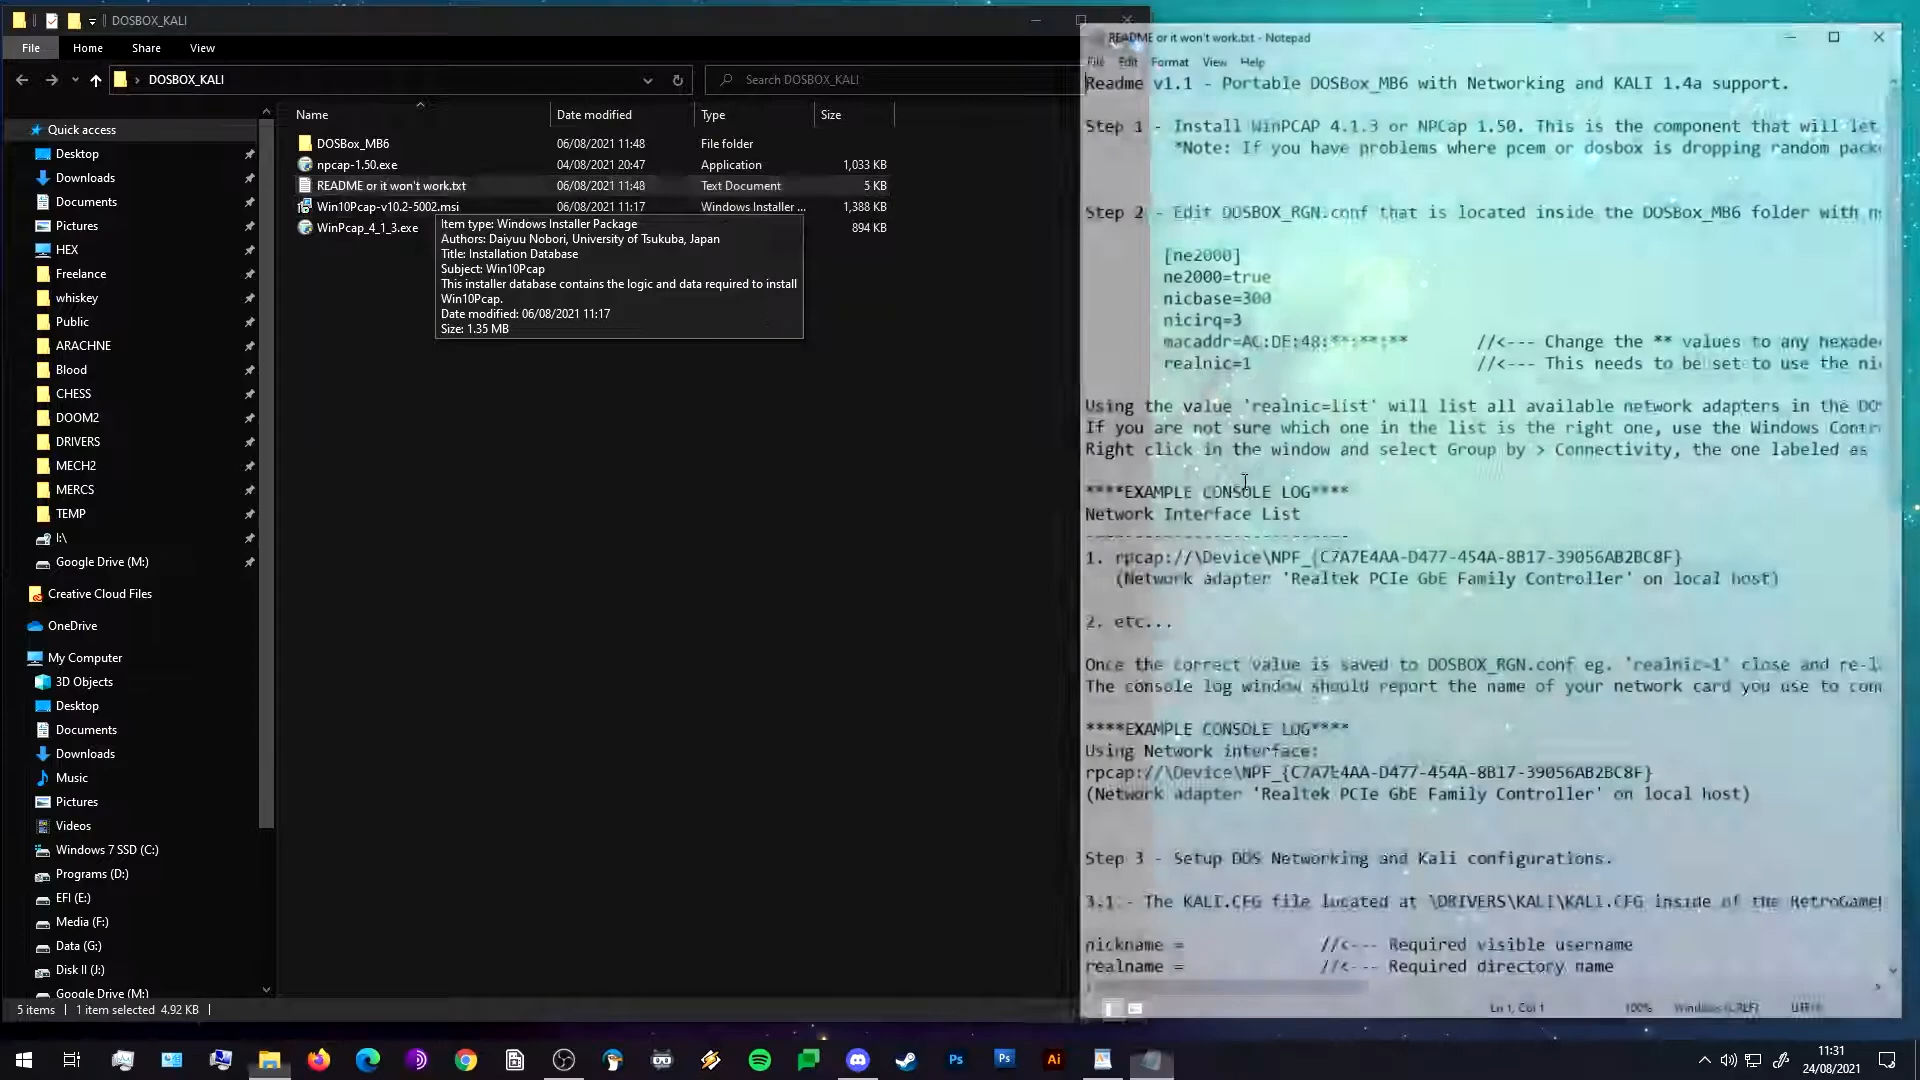 DOSBOX_KALI
File Home Share View
DOSBOX_KALI
Search DOSBOX_KALI
Name Date modified Type Size
DOSBox_MB6 06/08/2021 11:48 File folder
npcap-1.50.exe 04/08/2021 20:47 Application 1,033 KB
README or it won't work.txt 06/08/2021 11:48 Text Document 5 KB
Win10Pcap-v10.2-5002.msi 06/08/2021 11:17 Windows Installer ... 1,388 KB
WinPcap_4_1_3.exe 894 KB
Item type: Windows Installer Package
Authors: Daiyuu Nobori, University of Tsukuba, Japan
Title: Installation Database
Subject: Win10Pcap
This installer database contains the logic and data required to install
Win10Pcap.
Date modified: 06/08/2021 11:17
Size: 1.35 MB
Quick access
Desktop
Downloads
Documents
Pictures
HEX
Freelance
whiskey
Public
ARACHNE
Blood
CHESS
DOOM2
DRIVERS
MECH2
MERCS
TEMP
I:\
Google Drive (M:)
Creative Cloud Files
OneDrive
My Computer
3D Objects
Desktop
Documents
Downloads
Music
Pictures
Videos
Windows 7 SSD (C:)
Programs (D:)
EFI (E:)
Media (F:)
Data (G:)
Disk II (J:)
Google Drive (M:)
5 items 1 item selected 4.92 KB
README or it won't work.txt - Notepad
File Edit Format View Help
Readme v1.1 - Portable DOSBox_MB6 with Networking and KALI 1.4a support.
Step 1 - Install WinPCAP 4.1.3 or NPCap 1.50. This is the component that will let
*Note: If you have problems where pcem or dosbox is dropping random
Step 2 - Edit DOSBOX_RGN.conf that is located inside the DOSBox_MB6 folder with
[ne2000]
ne2000=true
nicbase=300
nicirq=3
macaddr=AC:DE:48:**:**:** //<--- Change the ** values to any
realnic=1 //<--- This needs to be set to use the
Using the value 'realnic=list' will list all available network adapters in the
If you are not sure which one in the list is the right one, use the Windows
Right click in the window and select Group by > Connectivity, the one labeled as
****EXAMPLE CONSOLE LOG****
Network Interface List
---------------------------
1. rpcap://\Device\NPF_{C7A7E4AA-D477-454A-8B17-39056AB2BC8F}
(Network adapter 'Realtek PCIe GbE Family Controller' on local host)
2. etc...
Once the correct value is saved to DOSBOX_RGN.conf eg. 'realnic=1' close and
The console log window should report the name of your network card you use to
****EXAMPLE CONSOLE LOG****
Using Network interface:
rpcap://\Device\NPF_{C7A7E4AA-D477-454A-8B17-39056AB2BC8F}
(Network adapter 'Realtek PCIe GbE Family Controller' on local host)
Step 3 - Setup DOS Networking and Kali configurations.
3.1 - The KALI.CFG file located at \DRIVERS\KALI\KALI.CFG inside of the
nickname = //<--- Required visible username
realname = //<--- Required directory name
Ln 1, Col 1 100% Windows (CRLF) UTF-8
Ps Ps Ai
11:31
24/08/2021